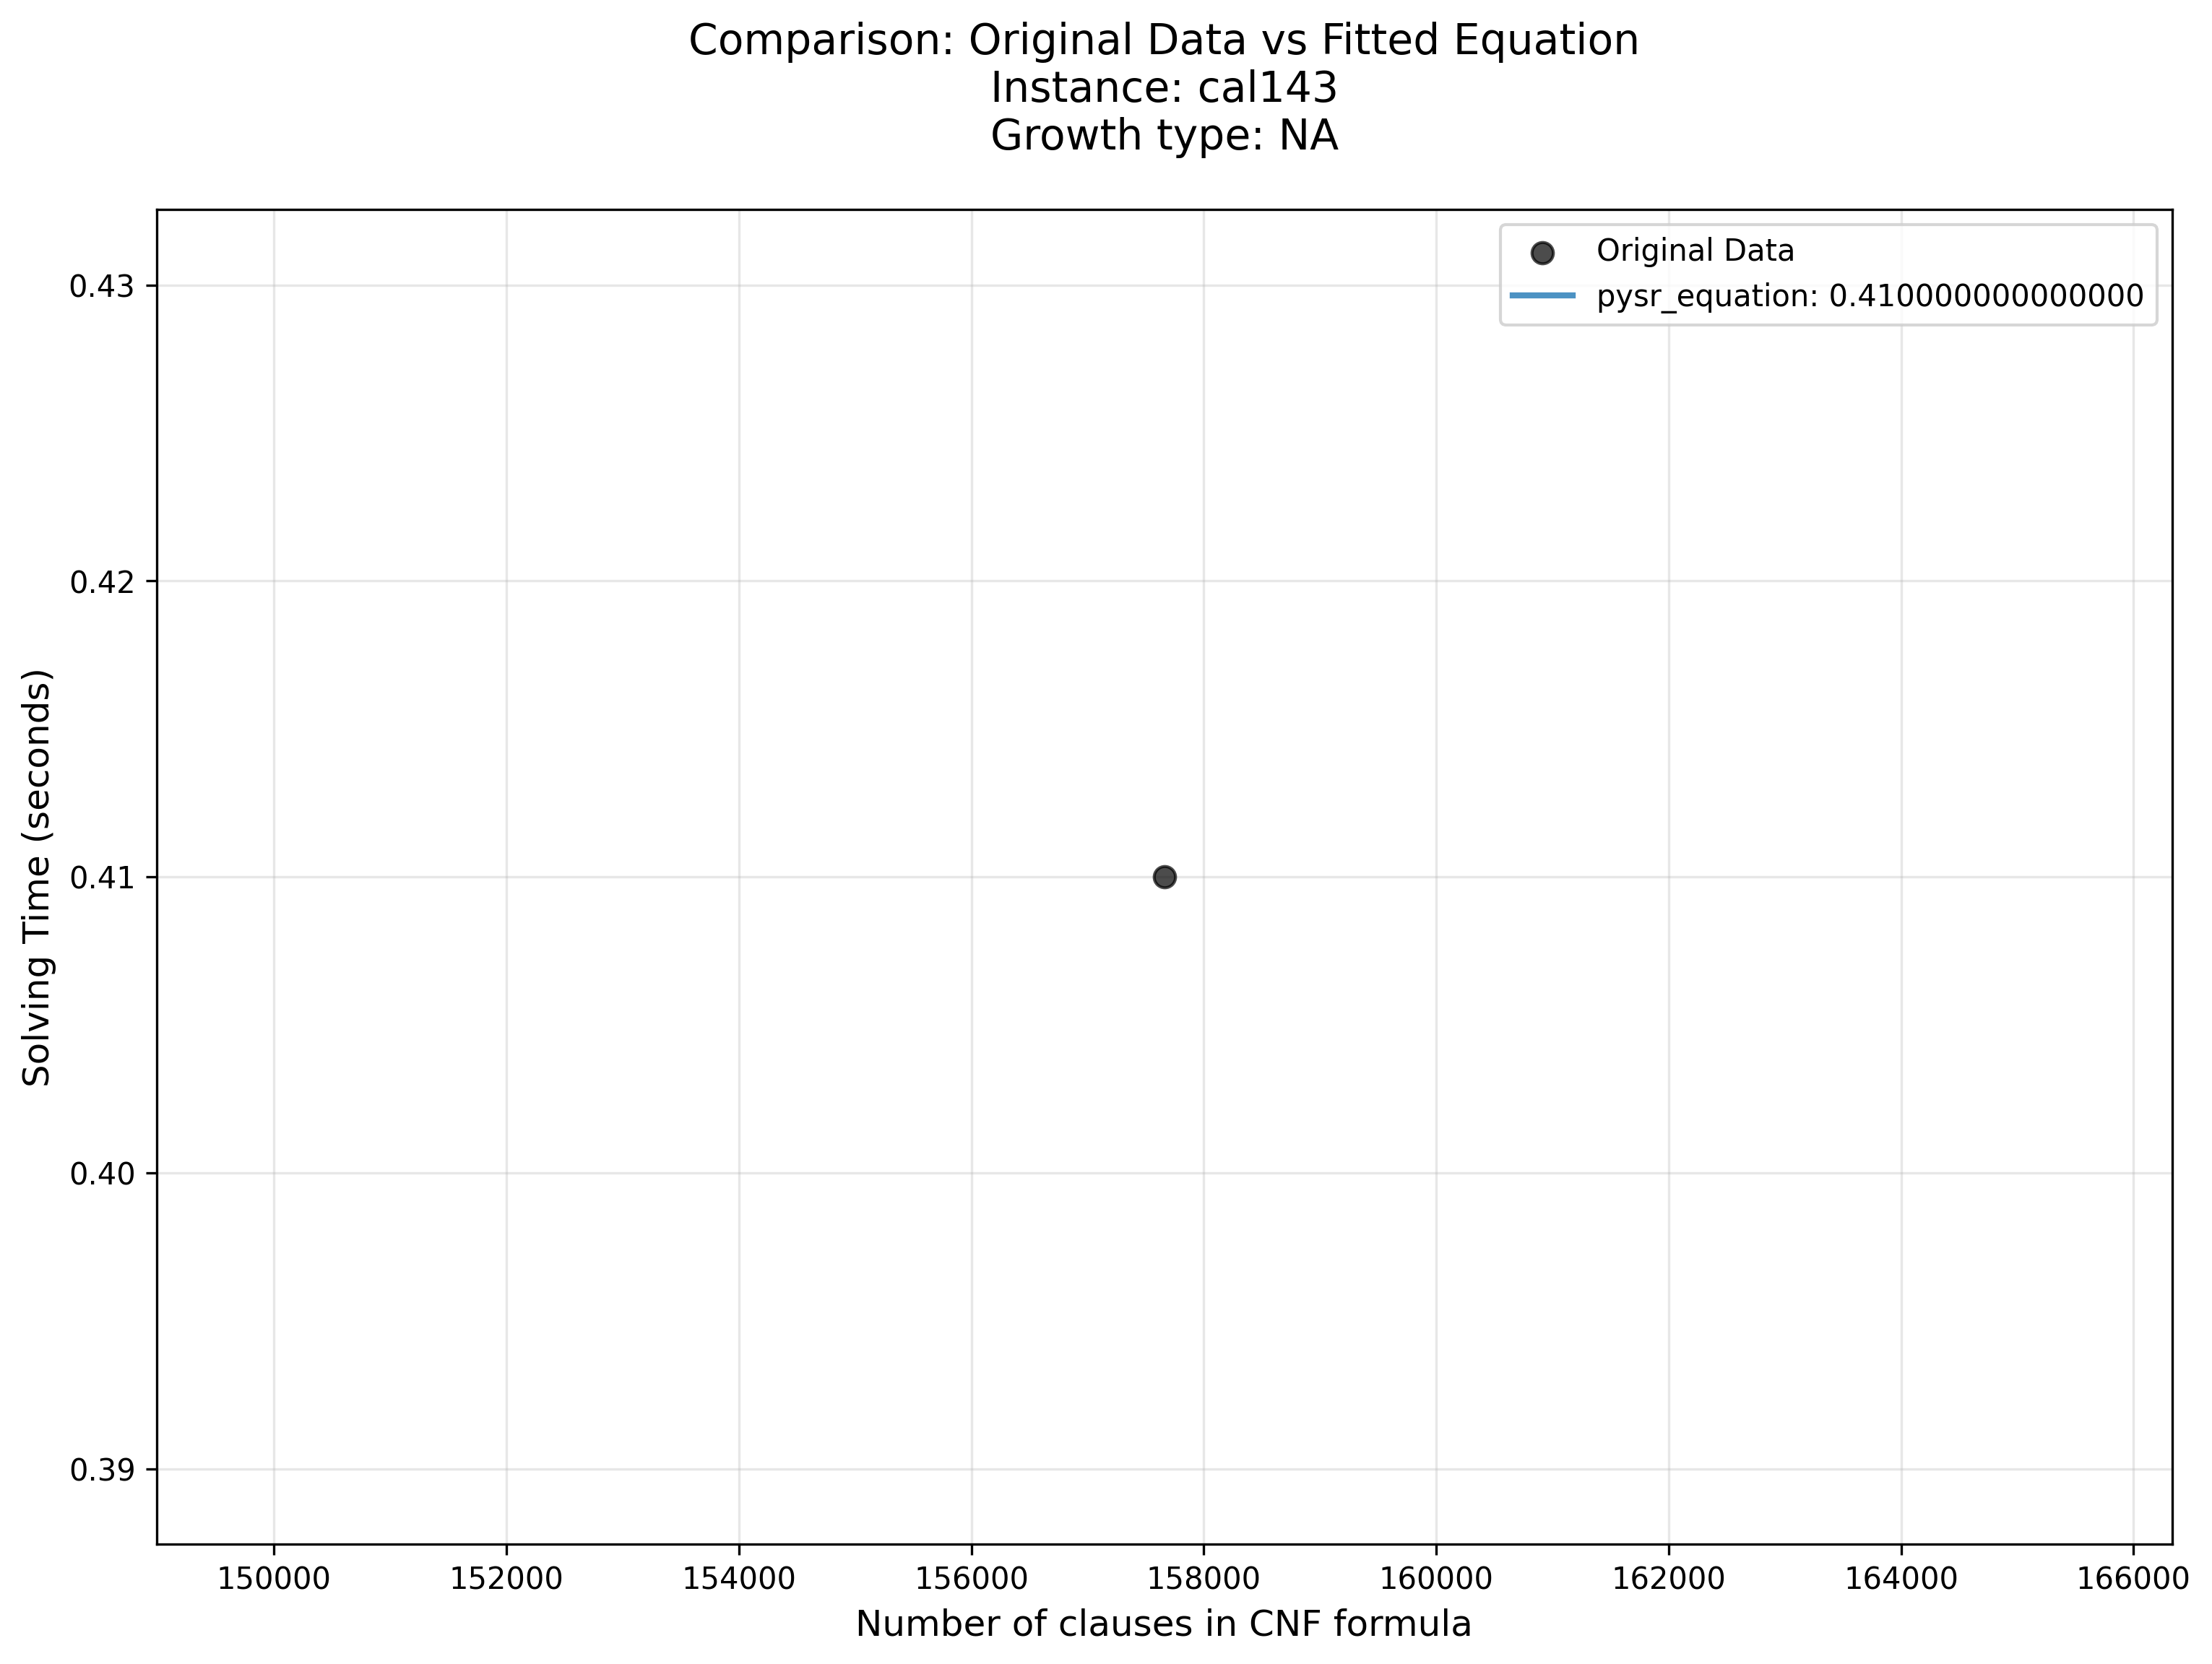 Comparison: Original Data vs Fitted Equation
Instance: cal143
Growth type: NA
Original Data
pysr_equation: 0.410000000000000
0.43
0.42
0.41
0.40
0.39
Solving Time (seconds)
150000 152000 154000 156000 158000 160000 162000 164000 166000
Number of clauses in CNF formula